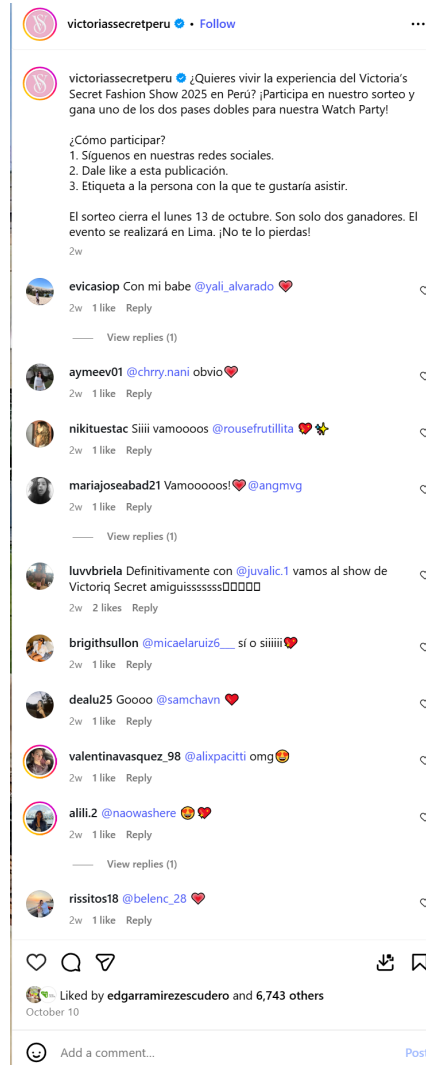 victoriassecretperu • Follow
victoriassecretperu ¿Quieres vivir la experiencia del Victoria's
Secret Fashion Show 2025 en Perú? ¡Participa en nuestro sorteo y
gana uno de los dos pases dobles para nuestra Watch Party!
¿Cómo participar?
1. Síguenos en nuestras redes sociales.
2. Dale like a esta publicación.
3. Etiqueta a la persona con la que te gustaría asistir.
El sorteo cierra el lunes 13 de octubre. Son solo dos ganadores. El
evento se realizará en Lima. ¡No te lo pierdas!
2w
evicasiop Con mi babe @yali_alvarado 💗
2w 1 like Reply
View replies (1)
aymeev01 @chrry.nani obvio💗
2w 1 like Reply
nikituestac Siiii vamoooos @rousefrutillita 💖✨
2w 1 like Reply
mariajoseabad21 Vamooooos!💗@angmvg
2w 1 like Reply
View replies (1)
luvvbriela Definitivamente con @juvalic.1 vamos al show de
Victoriq Secret amiguisssssss▯▯▯▯▯
2w 2 likes Reply
brigithsullon @micaelaruiz6___ sí o siiiiii💖
2w 1 like Reply
dealu25 Goooo @samchavn ❤️
2w 1 like Reply
valentinavasquez_98 @alixpacitti omg😍
2w 1 like Reply
alili.2 @naowashere 😍💖
2w 1 like Reply
View replies (1)
rissitos18 @belenc_28 💗
2w 1 like Reply
Liked by edgarramirezescudero and 6,743 others
October 10
Add a comment...
Post